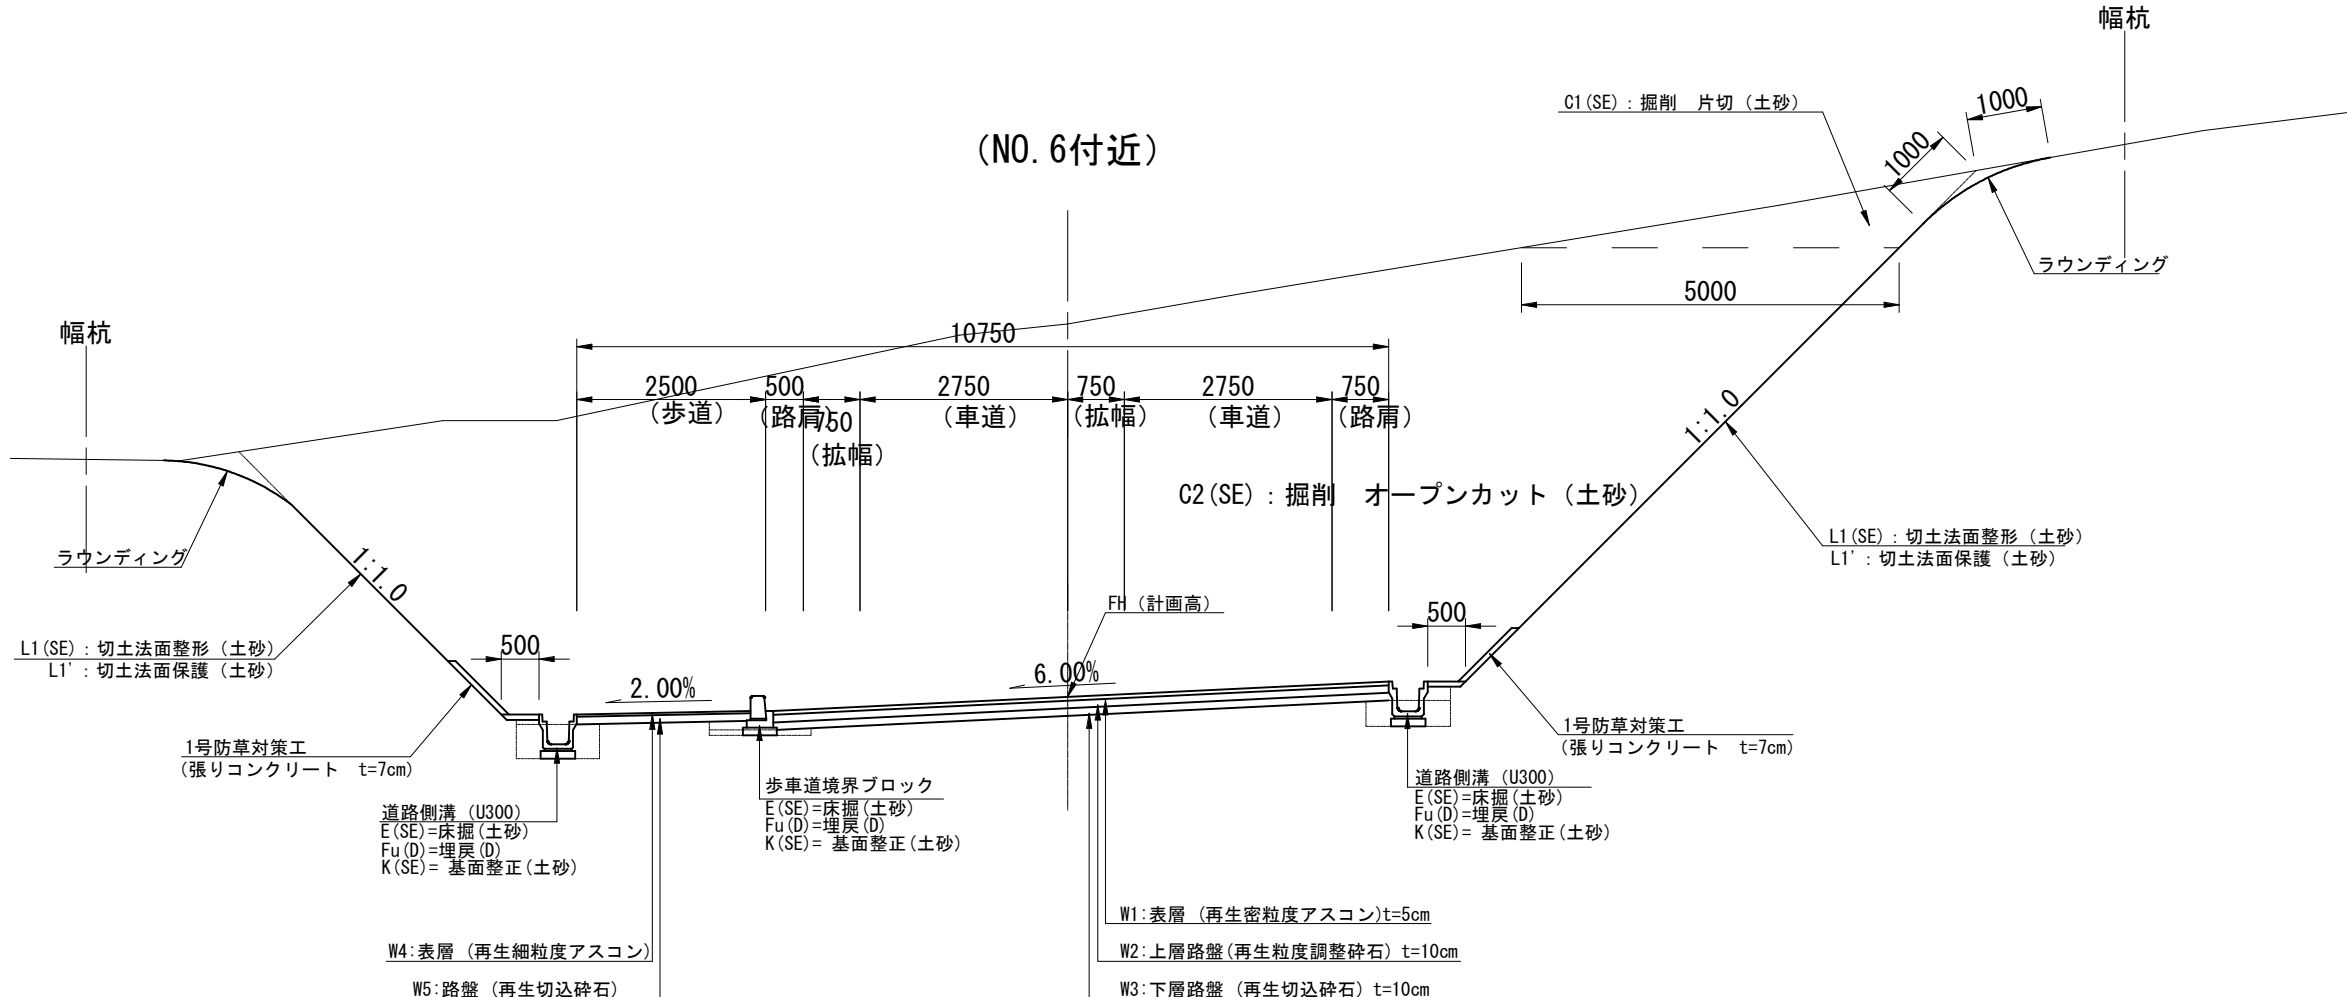 幅杭
C1(SE)：掘削　片切（土砂）
1000
1000
（NO.6付近）
ラウンディング
5000
幅杭
10750
2500
（歩道）
500
（路肩）
750
（拡幅）
2750
（車道）
750
（拡幅）
2750
（車道）
750
（路肩）
1:1.0
C2(SE)：掘削　オープンカット（土砂）
L1(SE)：切土法面整形（土砂）
L1'：切土法面保護（土砂）
ラウンディング
1:1.0
FH（計画高）
500
L1(SE)：切土法面整形（土砂）
L1'：切土法面保護（土砂）
500
2.00%
6.00%
1号防草対策工
（張りコンクリート　t=7cm）
1号防草対策工
（張りコンクリート　t=7cm）
道路側溝（U300）
E(SE)=床掘(土砂)
Fu(D)=埋戻(D)
K(SE)= 基面整正(土砂)
歩車道境界ブロック
E(SE)=床掘(土砂)
Fu(D)=埋戻(D)
K(SE)= 基面整正(土砂)
道路側溝（U300）
E(SE)=床掘(土砂)
Fu(D)=埋戻(D)
K(SE)= 基面整正(土砂)
W1:表層（再生密粒度アスコン)t=5cm
W4:表層（再生細粒度アスコン）
W2:上層路盤(再生粒度調整砕石）t=10cm
W5:路盤（再生切込砕石）
W3:下層路盤（再生切込砕石）t=10cm